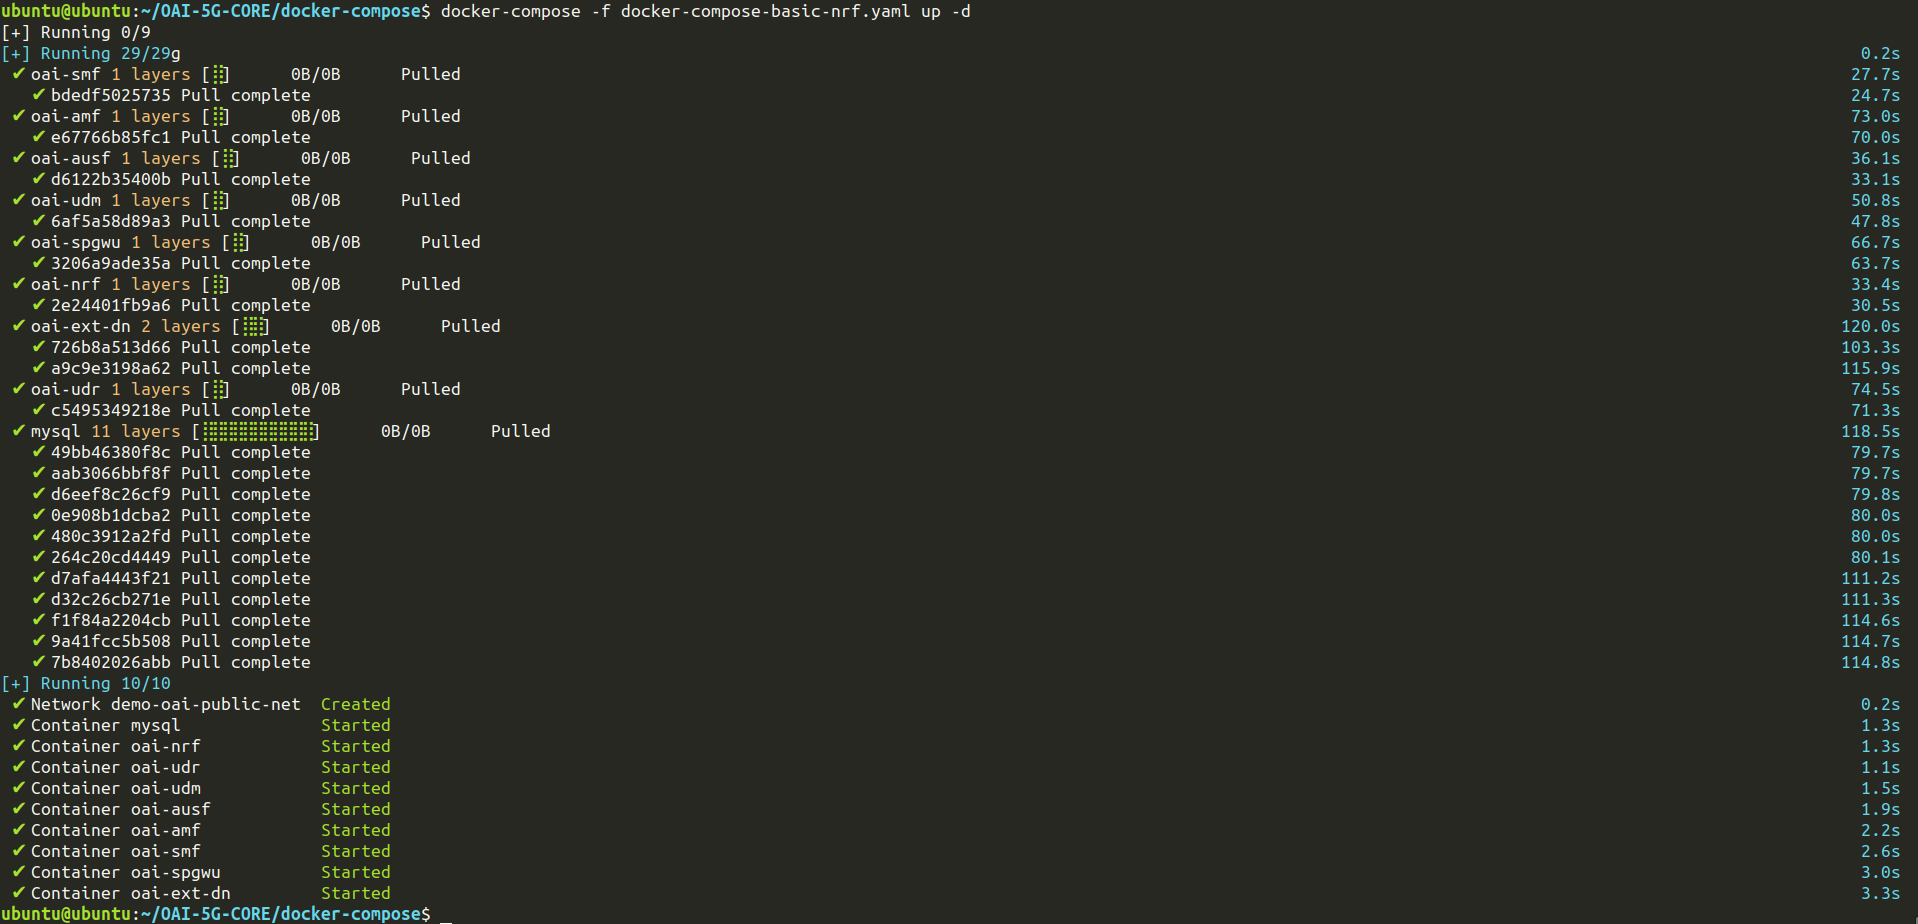 ubuntu@ubuntu:~/OAI-5G-CORE/docker-compose$ docker-compose -f docker-compose-basic-nrf.yaml up -d
[+] Running 0/9
[+] Running 29/29g 0.2s
✔ oai-smf 1 layers [⣿] 0B/0B Pulled 27.7s
✔ bdedf5025735 Pull complete 24.7s
✔ oai-amf 1 layers [⣿] 0B/0B Pulled 73.0s
✔ e67766b85fc1 Pull complete 70.0s
✔ oai-ausf 1 layers [⣿] 0B/0B Pulled 36.1s
✔ d6122b35400b Pull complete 33.1s
✔ oai-udm 1 layers [⣿] 0B/0B Pulled 50.8s
✔ 6af5a58d89a3 Pull complete 47.8s
✔ oai-spgwu 1 layers [⣿] 0B/0B Pulled 66.7s
✔ 3206a9ade35a Pull complete 63.7s
✔ oai-nrf 1 layers [⣿] 0B/0B Pulled 33.4s
✔ 2e24401fb9a6 Pull complete 30.5s
✔ oai-ext-dn 2 layers [⣿⣿] 0B/0B Pulled 120.0s
✔ 726b8a513d66 Pull complete 103.3s
✔ a9c9e3198a62 Pull complete 115.9s
✔ oai-udr 1 layers [⣿] 0B/0B Pulled 74.5s
✔ c5495349218e Pull complete 71.3s
✔ mysql 11 layers [⣿⣿⣿⣿⣿⣿⣿⣿⣿⣿⣿] 0B/0B Pulled 118.5s
✔ 49bb46380f8c Pull complete 79.7s
✔ aab3066bbf8f Pull complete 79.7s
✔ d6eef8c26cf9 Pull complete 79.8s
✔ 0e908b1dcba2 Pull complete 80.0s
✔ 480c3912a2fd Pull complete 80.0s
✔ 264c20cd4449 Pull complete 80.1s
✔ d7afa4443f21 Pull complete 111.2s
✔ d32c26cb271e Pull complete 111.3s
✔ f1f84a2204cb Pull complete 114.6s
✔ 9a41fcc5b508 Pull complete 114.7s
✔ 7b8402026abb Pull complete 114.8s
[+] Running 10/10
✔ Network demo-oai-public-net Created 0.2s
✔ Container mysql Started 1.3s
✔ Container oai-nrf Started 1.3s
✔ Container oai-udr Started 1.1s
✔ Container oai-udm Started 1.5s
✔ Container oai-ausf Started 1.9s
✔ Container oai-amf Started 2.2s
✔ Container oai-smf Started 2.6s
✔ Container oai-spgwu Started 3.0s
✔ Container oai-ext-dn Started 3.3s
ubuntu@ubuntu:~/OAI-5G-CORE/docker-compose$ _